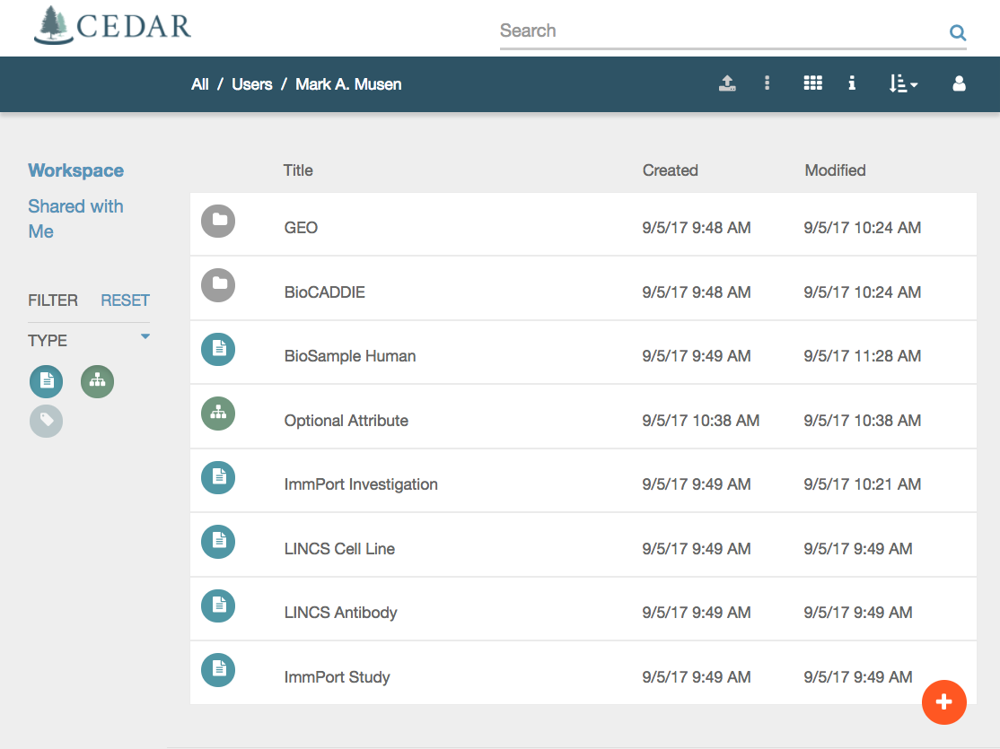 CEDAR
Search
All / Users / Mark A. Musen
Workspace
Shared with
Me
FILTER RESET
TYPE
Title Created Modified
GEO 9/5/17 9:48 AM 9/5/17 10:24 AM
BioCADDIE 9/5/17 9:48 AM 9/5/17 10:24 AM
BioSample Human 9/5/17 9:49 AM 9/5/17 11:28 AM
Optional Attribute 9/5/17 10:38 AM 9/5/17 10:38 AM
ImmPort Investigation 9/5/17 9:49 AM 9/5/17 10:21 AM
LINCS Cell Line 9/5/17 9:49 AM 9/5/17 9:49 AM
LINCS Antibody 9/5/17 9:49 AM 9/5/17 9:49 AM
ImmPort Study 9/5/17 9:49 AM 9/5/17 9:49 AM